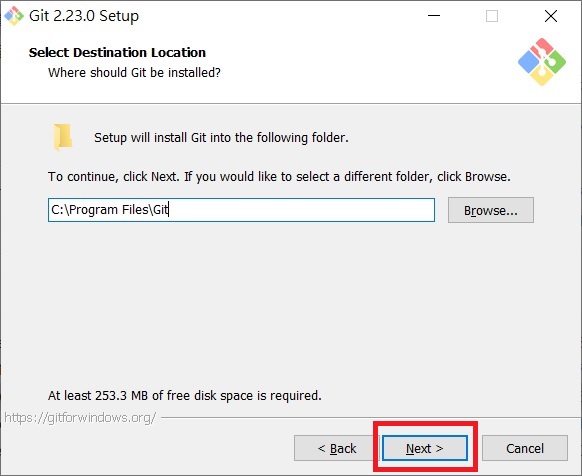 Git 2.23.0 Setup
Select Destination Location
Where should Git be installed?
Setup will install Git into the following folder.
To continue, click Next. If you would like to select a different folder, click Browse.
C:\Program Files\Git
Browse...
At least 253.3 MB of free disk space is required.
https://gitforwindows.org/
< Back
Next >
Cancel